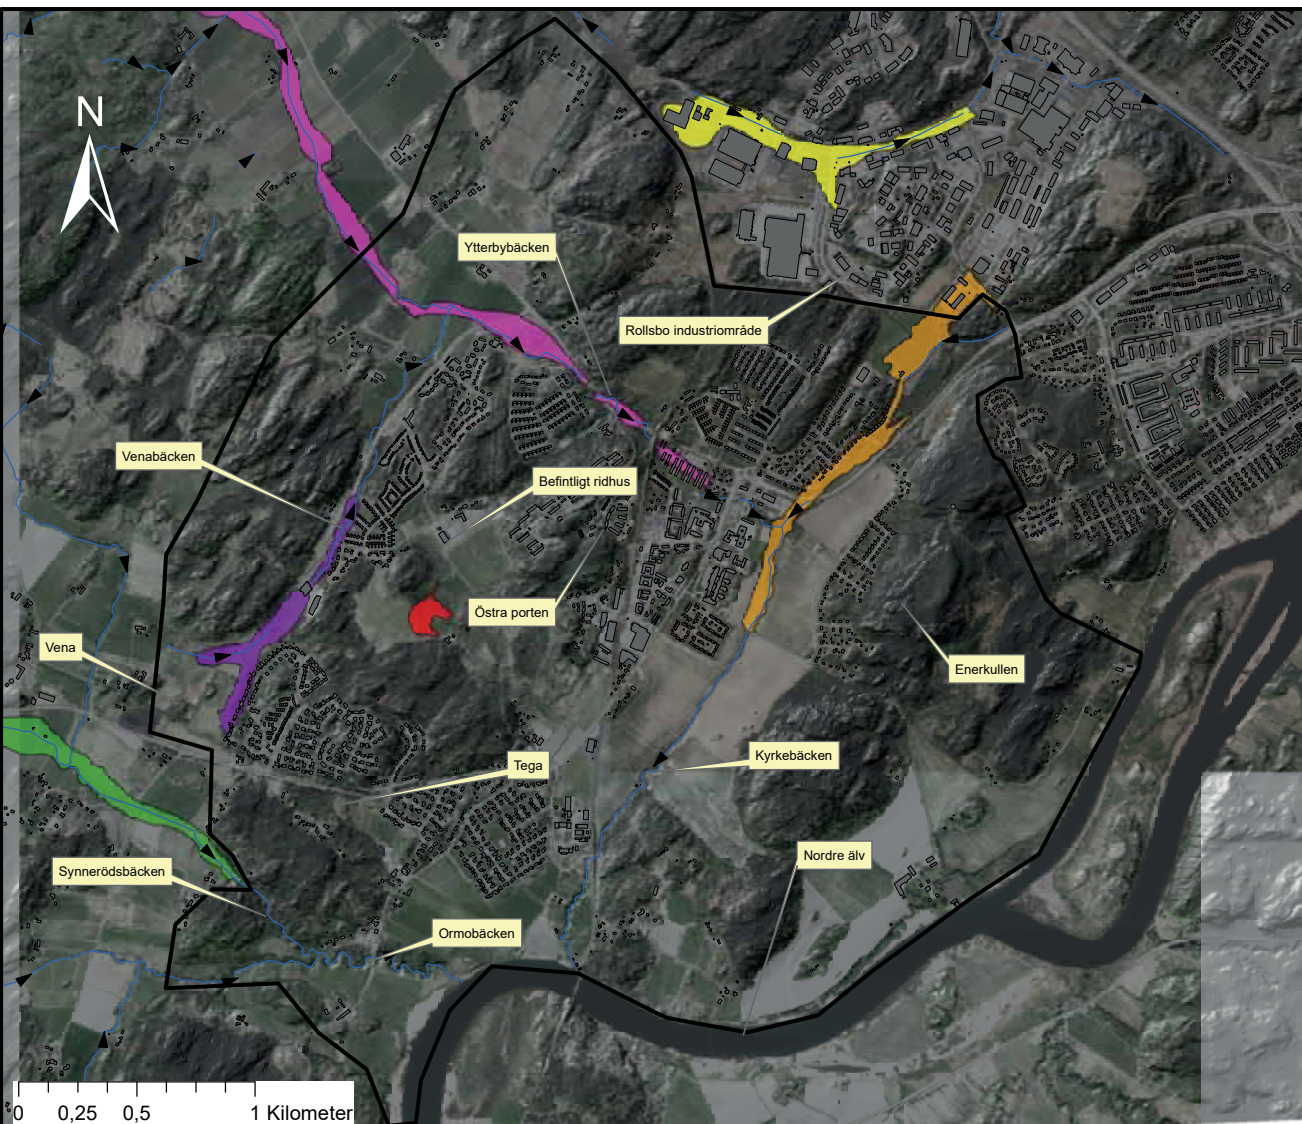 N
Ytterbybäcken
Rollsbo industriområde
Venabäcken
Befintligt ridhus
Östra porten
Vena
Enerkullen
Tega
Kyrkebäcken
Nordre älv
Synnerödsbäcken
Ormobäcken
0 0,25 0,5 1 Kilometer